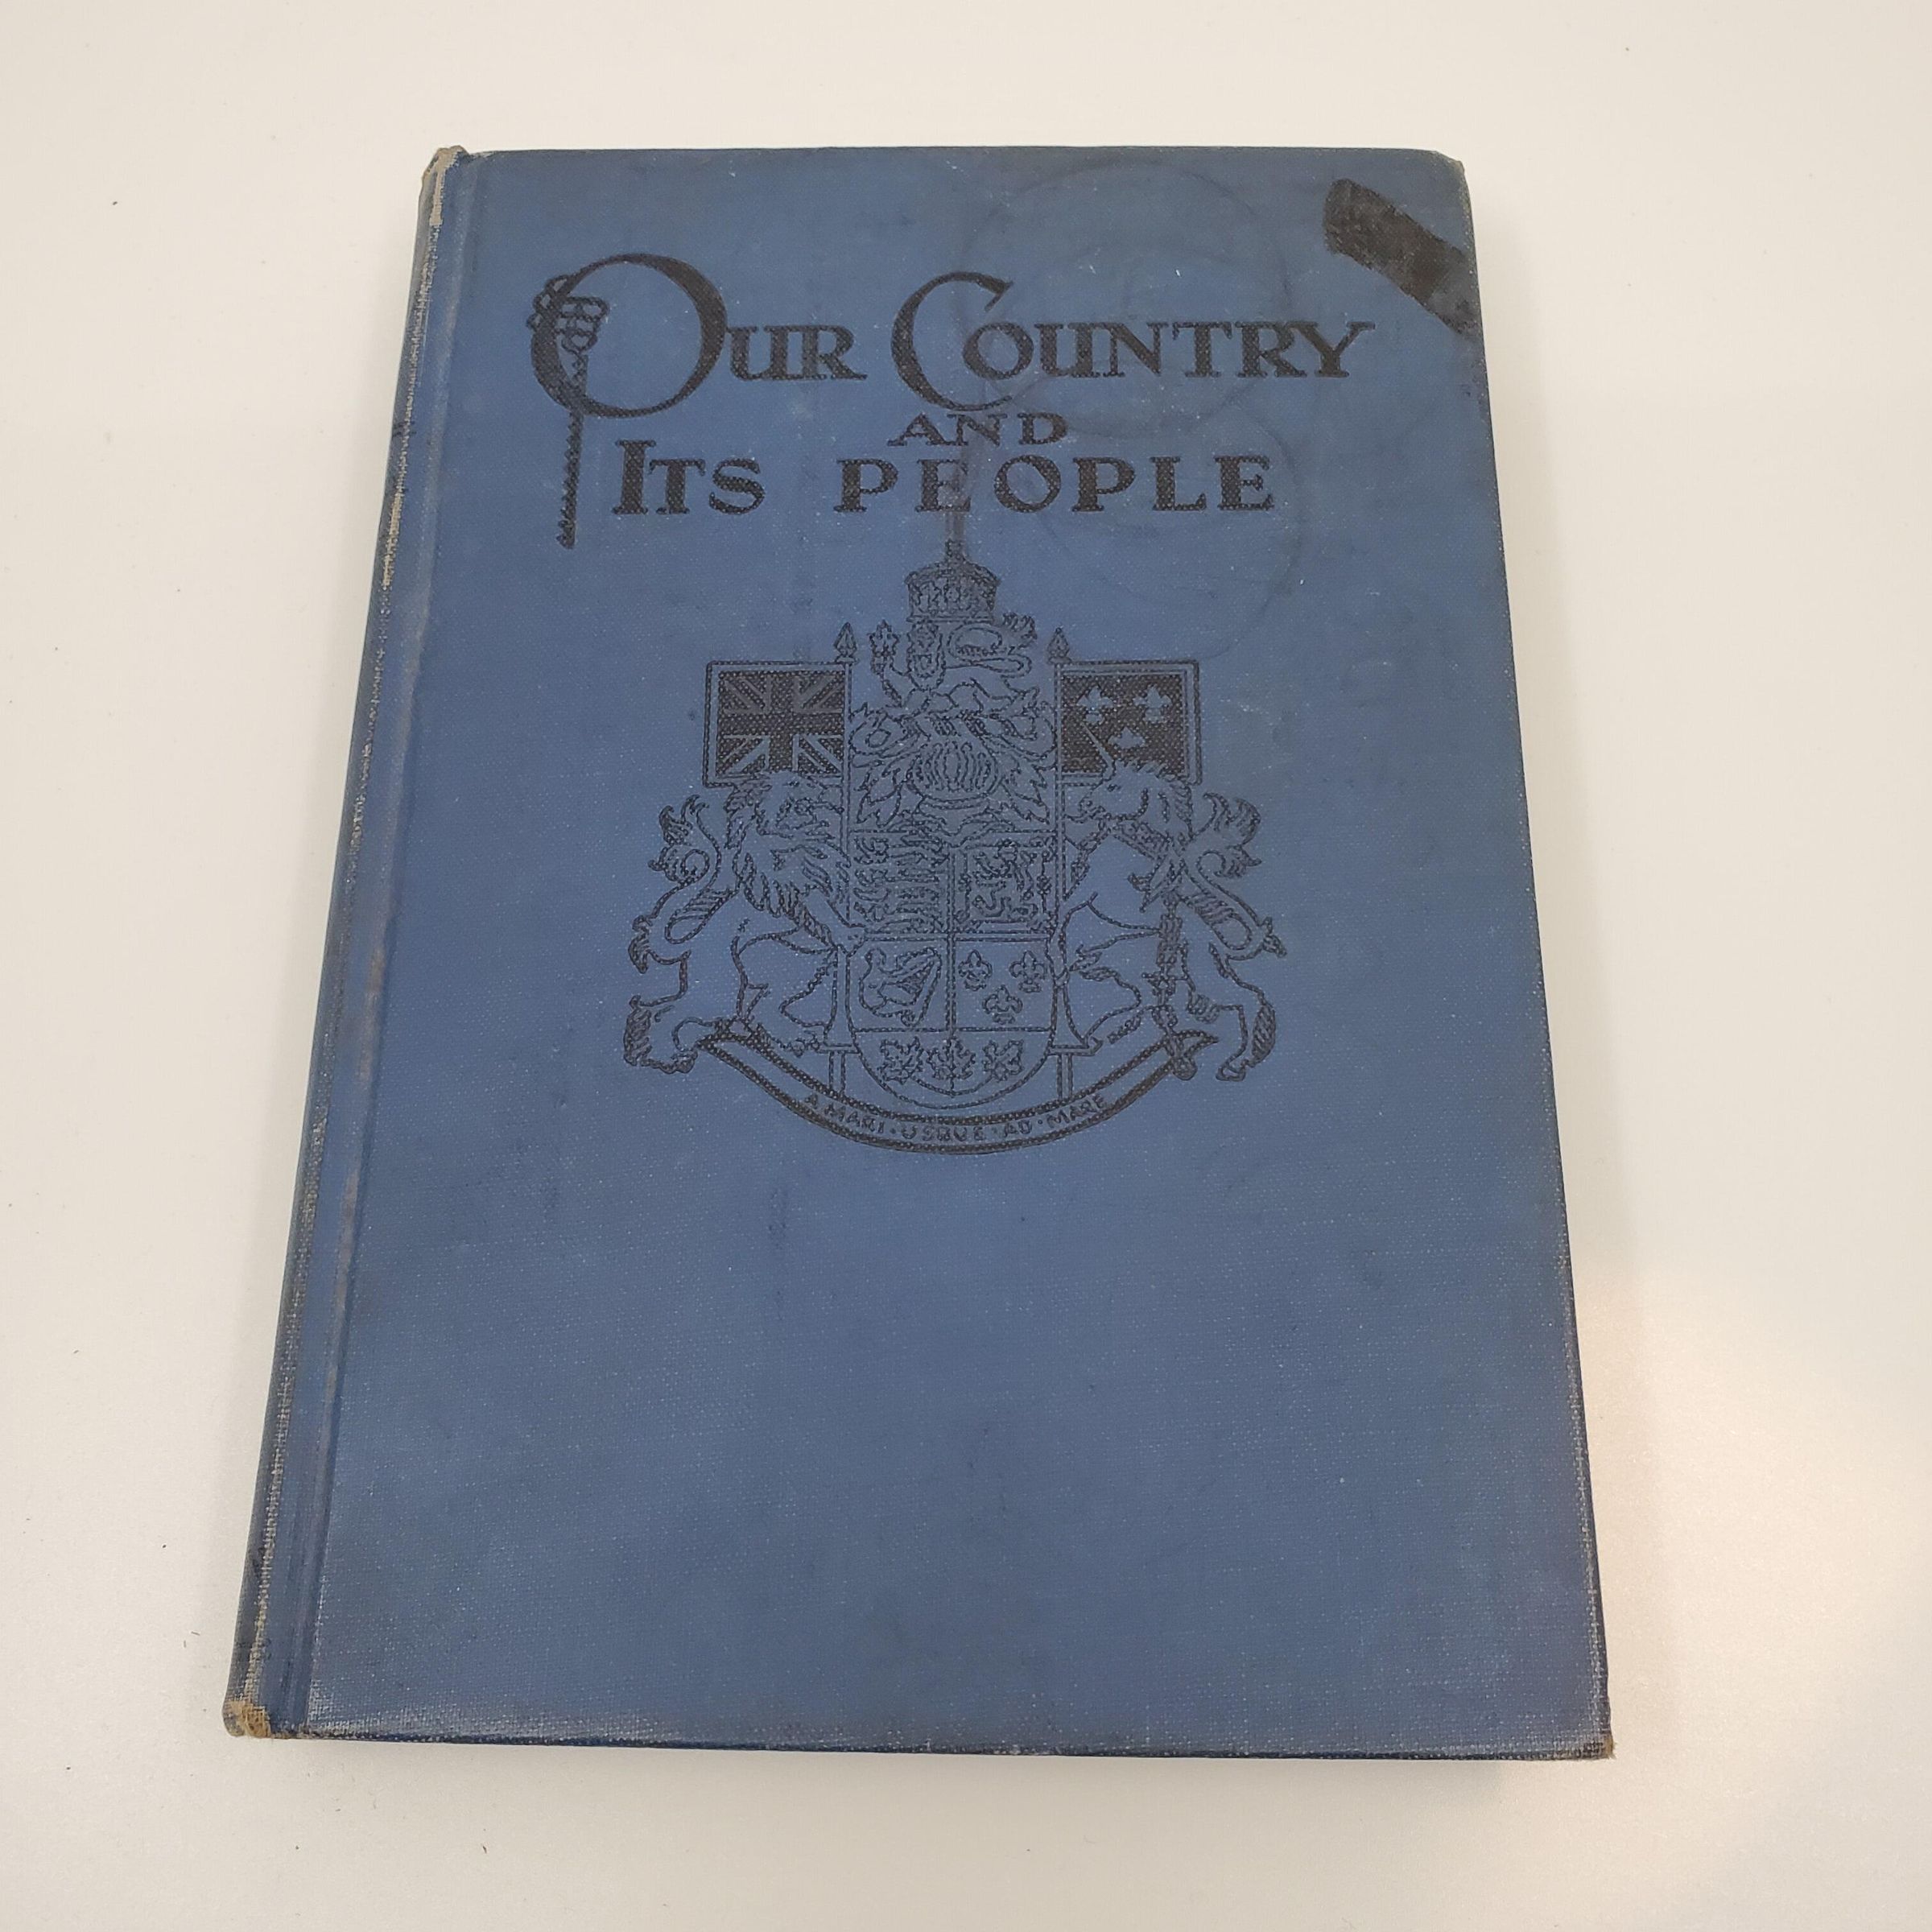 OUR COUNTRY
AND
ITS PEOPLE
A·MARI·USQUE·AD·MARE